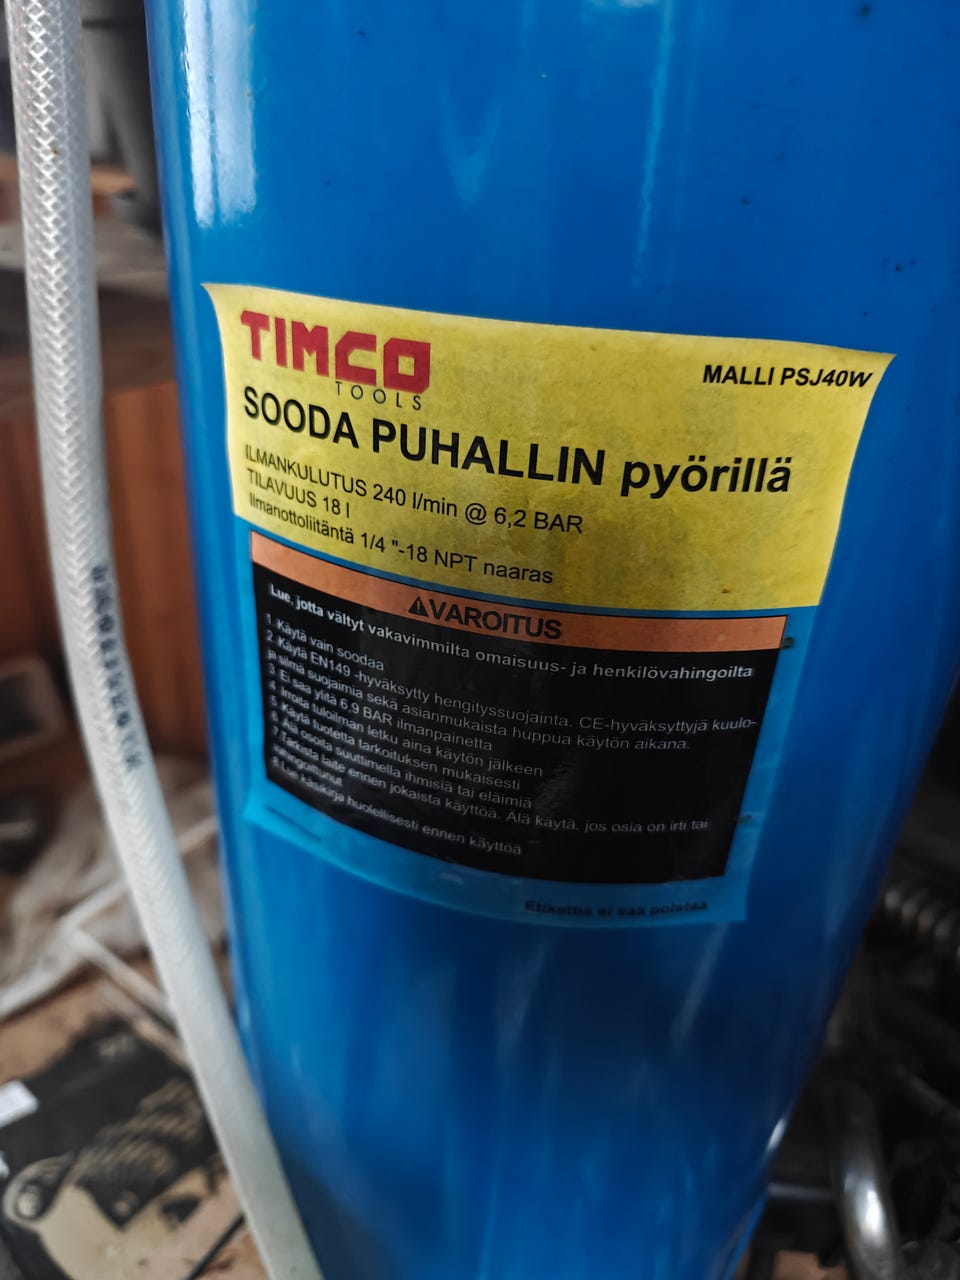 TIMCO
TOOLS
MALLI PSJ40W
SOODA PUHALLIN pyörillä
ILMANKULUTUS 240 l/min @ 6,2 BAR
TILAVUUS 18 l
Ilmanottoliitäntä 1/4 "-18 NPT naaras
⚠VAROITUS
Lue, jotta vältyt vakavimmilta omaisuus- ja henkilövahingoilta
1 Käytä vain soodaa
2 Käytä EN149 -hyväksytty hengityssuojainta. CE-hyväksyttyjä kuulo-
ja silmä suojaimia sekä asianmukaista huppua käytön aikana.
3 Ei saa ylitä 6,9 BAR ilmanpainetta
4 Irroita tuloilman letku aina käytön jälkeen
5 Käytä tuotetta tarkoituksen mukaisesti
6 Älä osoita suuttimella ihmisiä tai eläimiä
7 Tarkista laite ennen jokaista käyttöä. Älä käytä, jos osia on irti tai
vahingoittunut
8 Lue käsikirja huolellisesti ennen käyttöä
Etikettiä ei saa poistaa